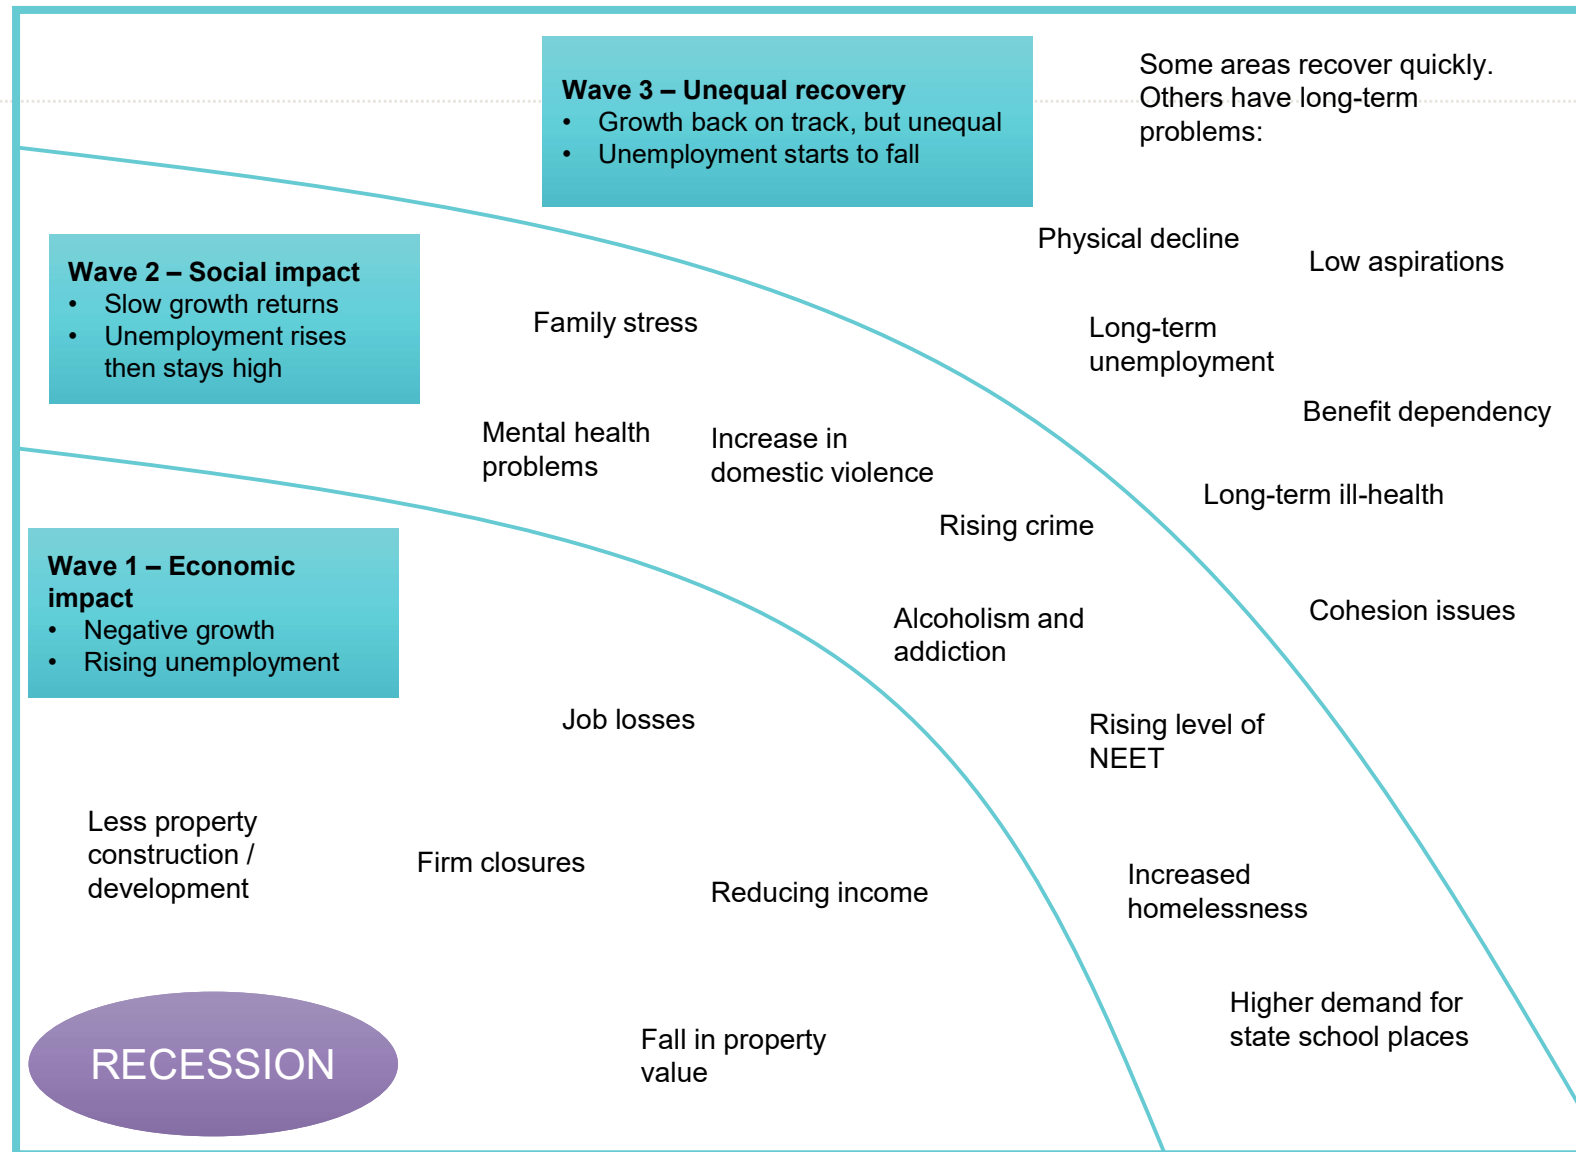 Some areas recover quickly.
Others have long-term
problems:
Wave 3 – Unequal recovery
• Growth back on track, but unequal
• Unemployment starts to fall
Physical decline
Low aspirations
Wave 2 – Social impact
• Slow growth returns
• Unemployment rises
then stays high
Family stress
Long-term
unemployment
Benefit dependency
Mental health
problems
Increase in
domestic violence
Long-term ill-health
Rising crime
Wave 1 – Economic
impact
• Negative growth
• Rising unemployment
Cohesion issues
Alcoholism and
addiction
Job losses
Rising level of
NEET
Less property
construction /
development
Firm closures
Reducing income
Increased
homelessness
Higher demand for
state school places
RECESSION
Fall in property
value